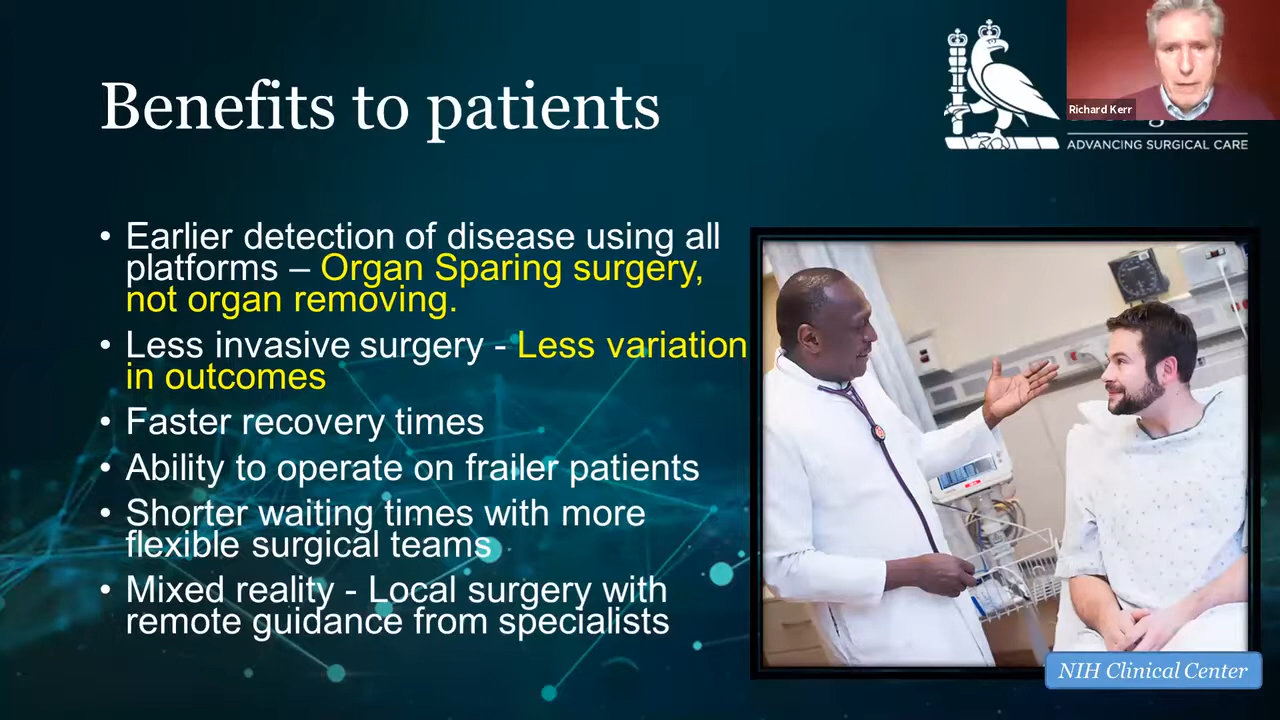 Benefits to patients
Richard Kerr
ADVANCING SURGICAL CARE
• Earlier detection of disease using all
platforms – Organ Sparing surgery,
not organ removing.
• Less invasive surgery - Less variation
in outcomes
• Faster recovery times
• Ability to operate on frailer patients
• Shorter waiting times with more
flexible surgical teams
• Mixed reality - Local surgery with
remote guidance from specialists
NIH Clinical Center